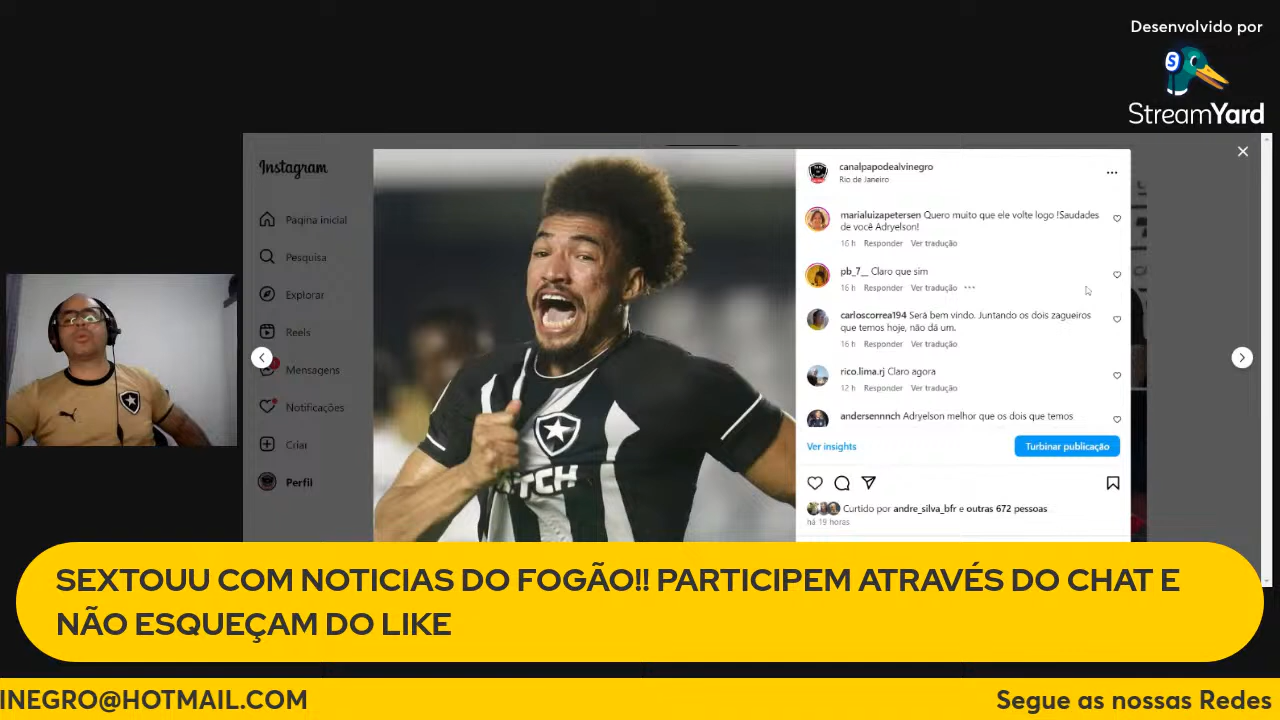 Desenvolvido por
StreamYard
Instagram
Pagina inicial
Pesquisa
Explorar
Reels
Mensagens
Notificações
Criar
Perfil
canalpapodealvinegro
Rio de Janeiro
marialuizapetersen Quero muito que ele volte logo !Saudades
de você Adryelson!
16 h Responder Ver tradução
pb_7__ Claro que sim
16 h Responder Ver tradução
carloscorrea194 Será bem vindo. Juntando os dois zagueiros
que temos hoje, não dá um.
16 h Responder Ver tradução
rico.lima.rj Claro agora
12 h Responder Ver tradução
andersennnch Adryelson melhor que os dois que temos
Ver insights
Turbinar publicação
Curtido por andre_silva_bfr e outras 672 pessoas
há 19 horas
SEXTOUU COM NOTICIAS DO FOGÃO!! PARTICIPEM ATRAVÉS DO CHAT E
NÃO ESQUEÇAM DO LIKE
INEGRO@HOTMAIL.COM
Segue as nossas Redes